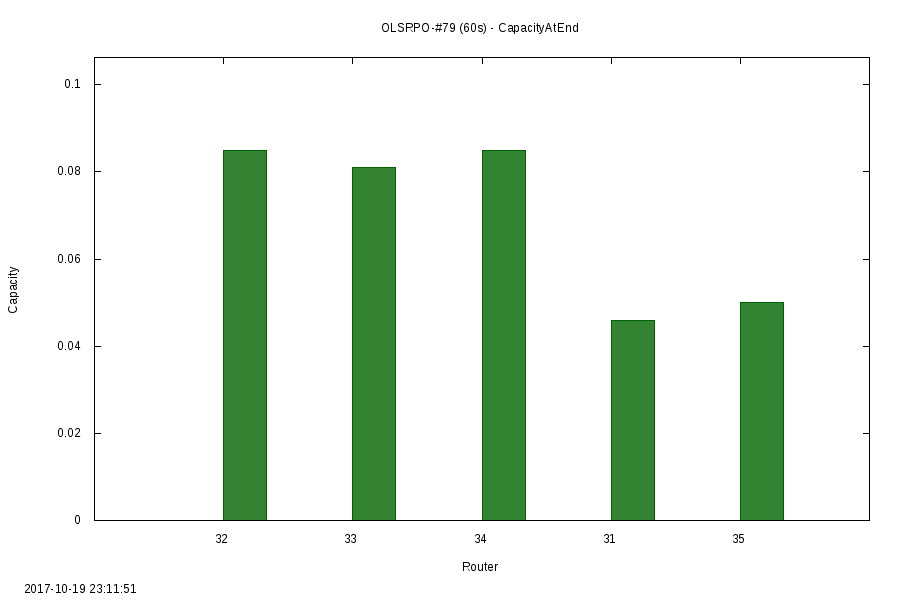 OLSRPO-#79 (60s) - CapacityAtEnd
0.1
0.08
0.06
0.04
0.02
0
Capacity
32 33 34 31 35
Router
2017-10-19 23:11:51